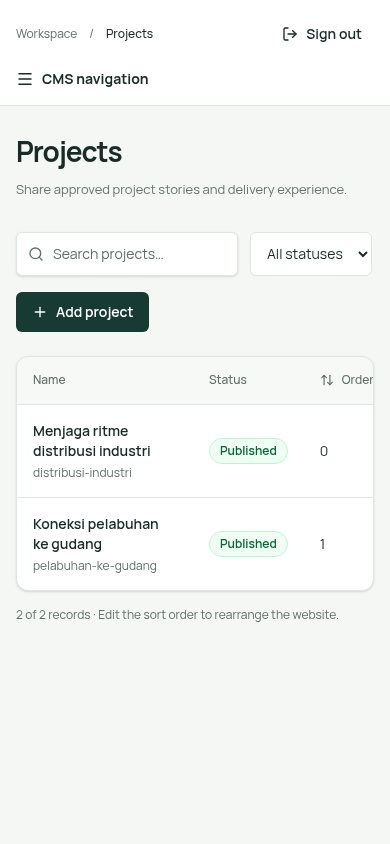 Workspace / Projects
Sign out
CMS navigation
Projects
Share approved project stories and delivery experience.
Search projects...
All statuses
Add project
Name Status Order
Menjaga ritme
distribusi industri
distribusi-industri
Published
0
Koneksi pelabuhan
ke gudang
pelabuhan-ke-gudang
Published
1
2 of 2 records · Edit the sort order to rearrange the website.